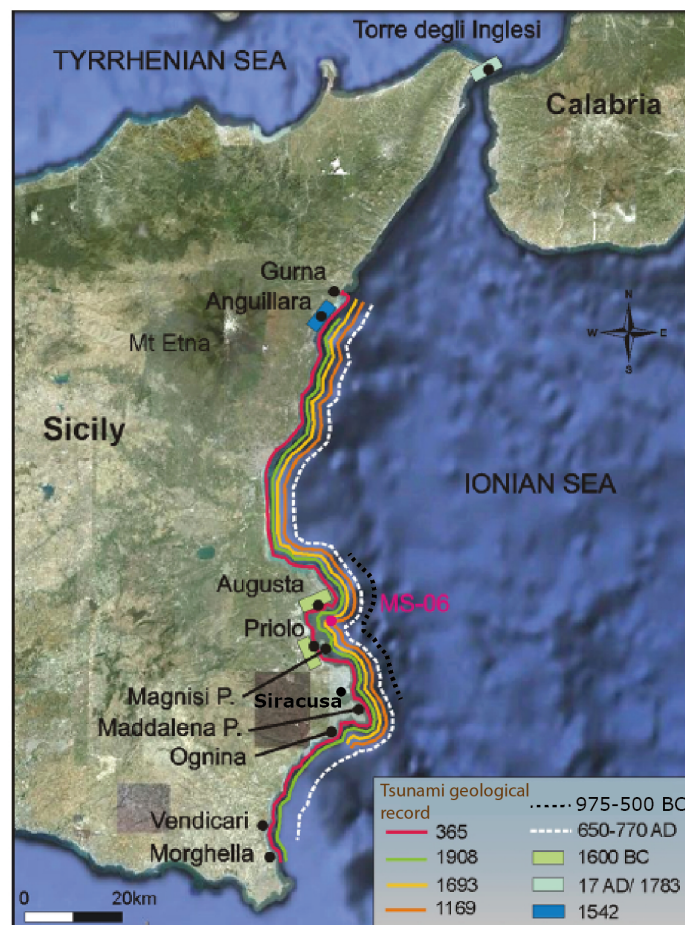 Torre degli Inglesi
TYRRHENIAN SEA
Calabria
Gurna
Anguillara
Mt Etna
N
W E
S
Sicily
IONIAN SEA
Augusta
MS-06
Priolo
Magnisi P.
Siracusa
Maddalena P.
Ognina
Vendicari
Morghella
0 20km
Tsunami geological
record
365
1908
1693
1169
975-500 BC
650-770 AD
1600 BC
17 AD/ 1783
1542